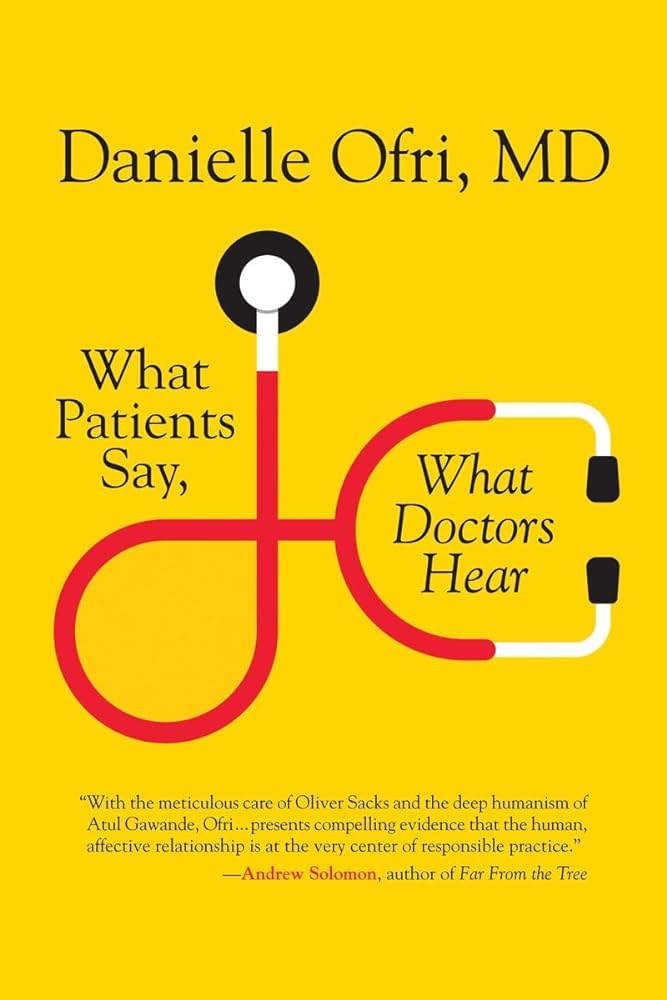 Danielle Ofri, MD
What
Patients
Say,
What
Doctors
Hear
“With the meticulous care of Oliver Sacks and the deep humanism of
Atul Gawande, Ofri...presents compelling evidence that the human,
affective relationship is at the very center of responsible practice.”
—Andrew Solomon, author of Far From the Tree